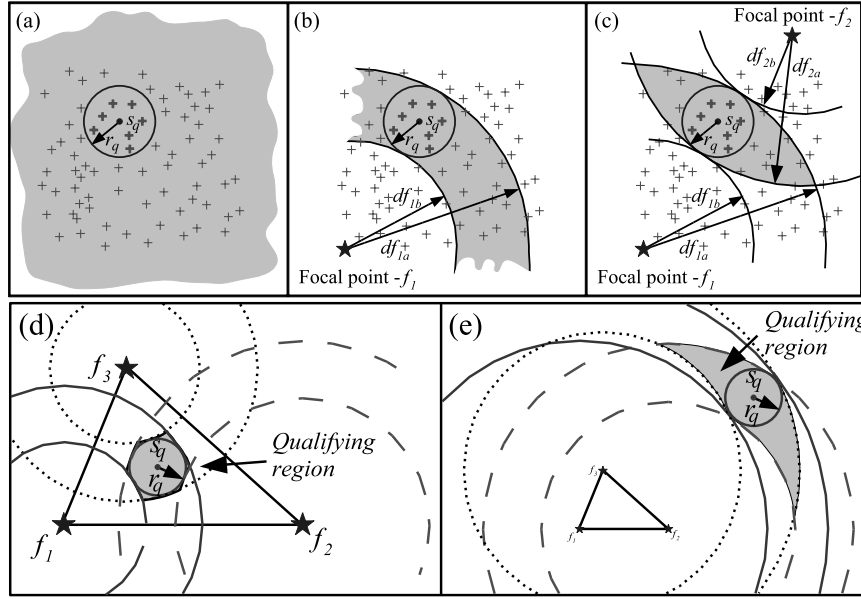 (a)
s_q
r_q
(b)
s_q
r_q
df_1b
df_1a
Focal point -f_1
(c)
Focal point -f_2
df_2b
df_2a
s_q
r_q
df_1b
df_1a
Focal point -f_1
(d)
f_3
s_q
r_q
Qualifying
region
f_1
f_2
(e)
Qualifying
region
s_q
r_q
f_3
f_1
f_2